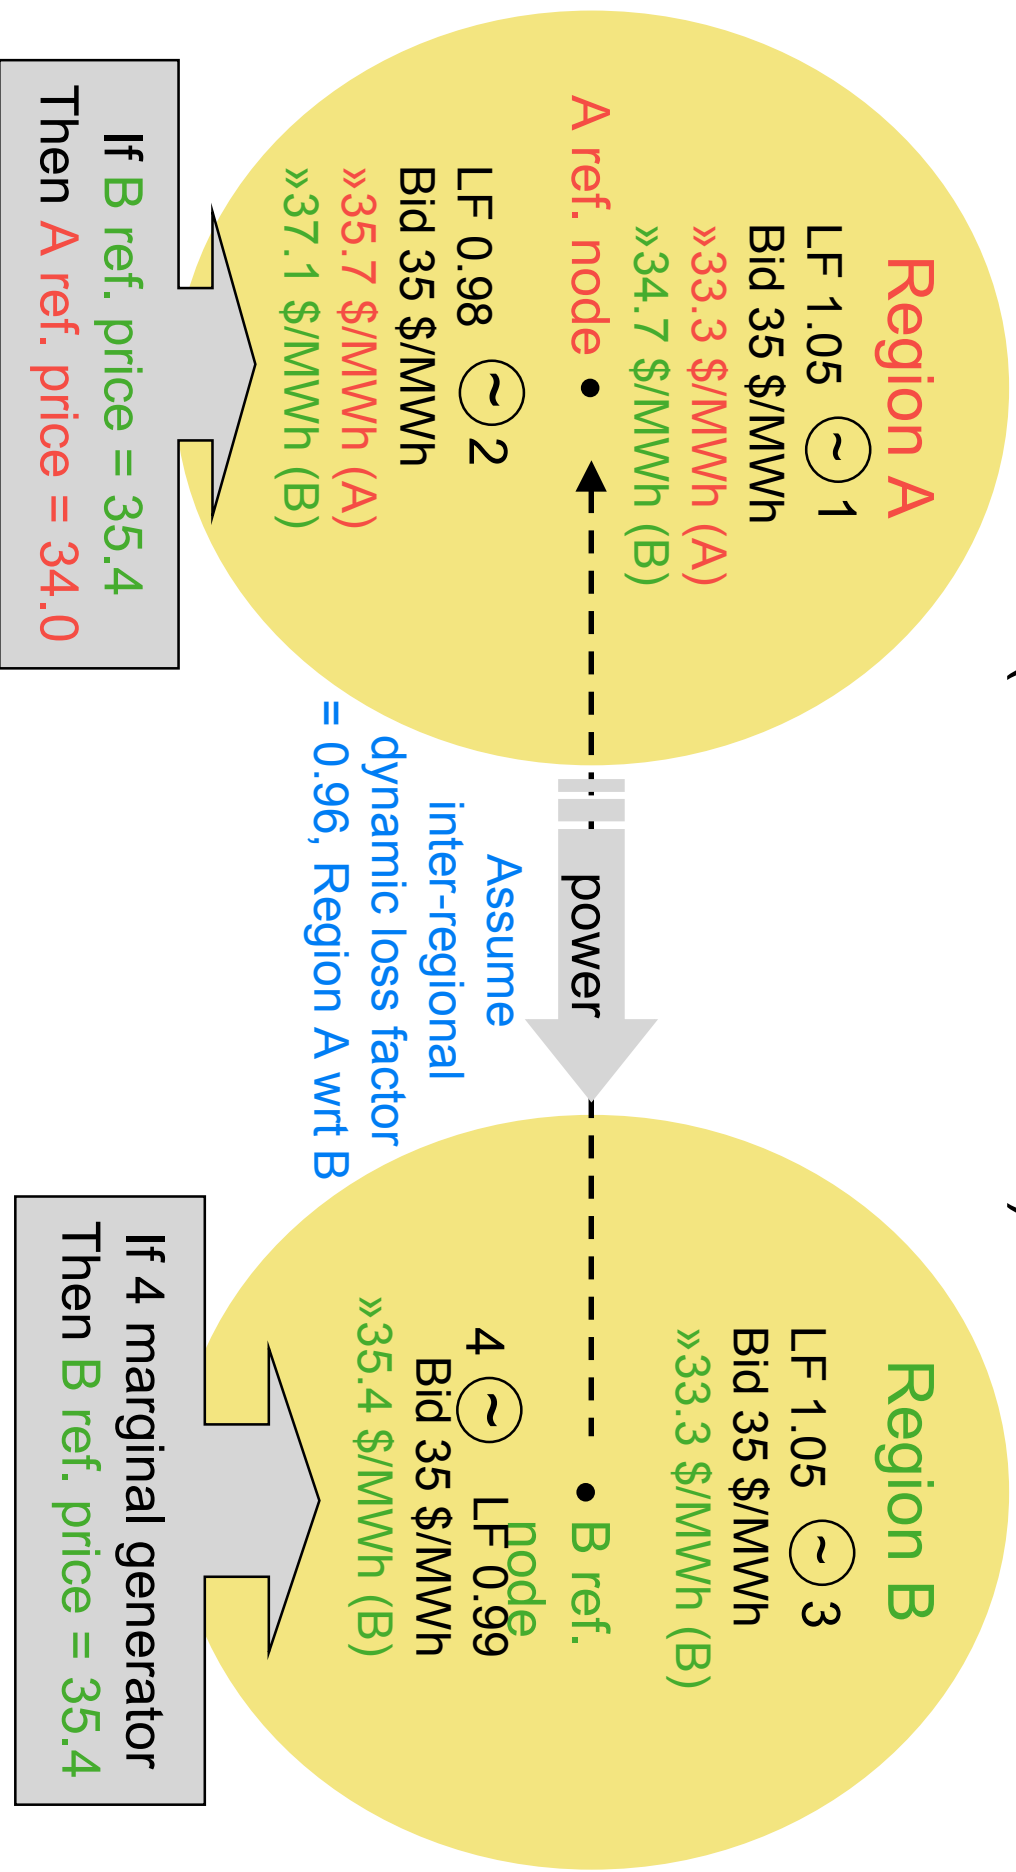 Region A
LF 1.05 ~ 1
Bid 35 $/MWh
»33.3 $/MWh (A)
»34.7 $/MWh (B)
A ref. node •
LF 0.98 ~ 2
Bid 35 $/MWh
»35.7 $/MWh (A)
»37.1 $/MWh (B)
If B ref. price = 35.4
Then A ref. price = 34.0
power
Assume
inter-regional
dynamic loss factor
= 0.96, Region A wrt B
Region B
LF 1.05 ~ 3
Bid 35 $/MWh
»33.3 $/MWh (B)
• B ref.
node
4 ~ LF 0.99
Bid 35 $/MWh
»35.4 $/MWh (B)
If 4 marginal generator
Then B ref. price = 35.4